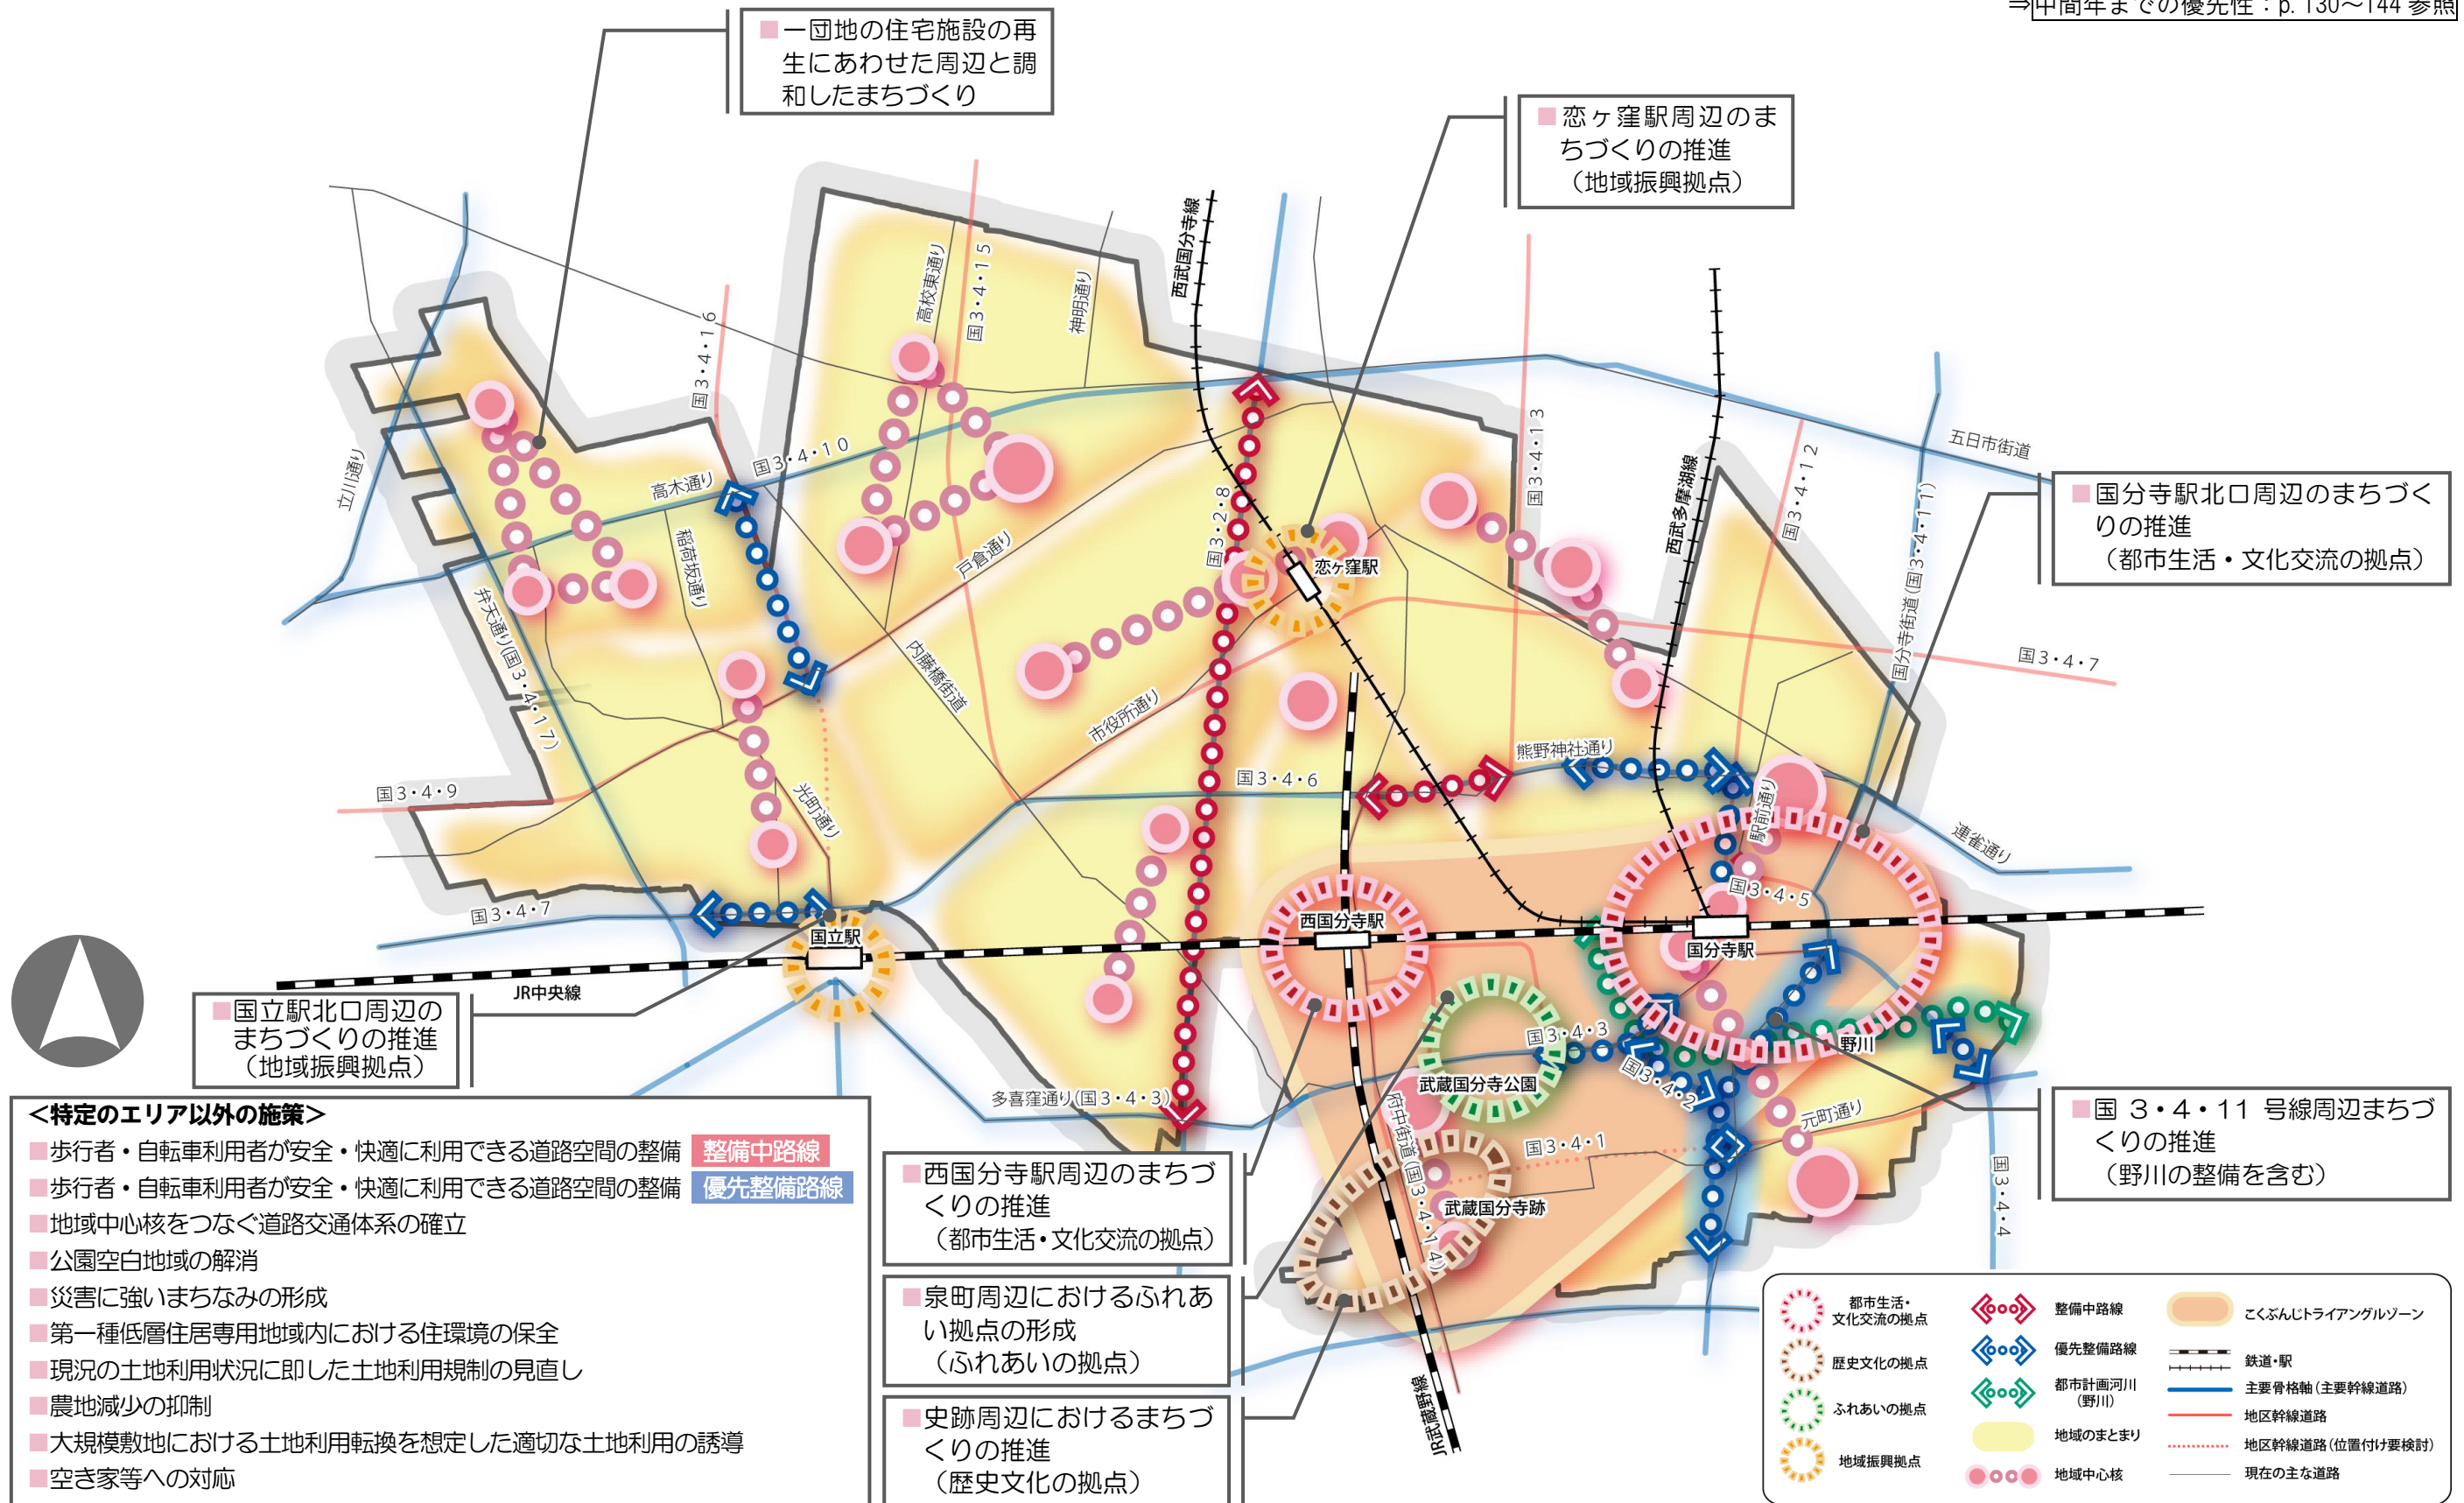 ⇒中間年までの優先性：p. 130～144 参照
■一団地の住宅施設の再
生にあわせた周辺と調
和したまちづくり
■恋ヶ窪駅周辺のま
ちづくりの推進
（地域振興拠点）
■国分寺駅北口周辺のまちづく
りの推進
（都市生活・文化交流の拠点）
西武国分寺線
高校東通り
国3・4・15
神明通り
国3・4・16
国3・4・13
国3・4・12
五日市街道
立川通り
高木通り
国3・4・10
西武多摩湖線
国3・2・8
国分寺街道(国3・4・11)
稲荷坂通り
戸倉通り
恋ヶ窪駅
弁天通り(国3・4・17)
内藤橋街道
国3・4・7
市役所通り
熊野神社通り
国3・4・6
国3・4・9
光町通り
駅前通り
連雀通り
国3・4・5
国3・4・7
西国分寺駅
国立駅
国分寺駅
JR中央線
■国立駅北口周辺の
まちづくりの推進
（地域振興拠点）
国3・4・3
野川
武蔵国分寺公園
国3・4・2
多喜窪通り(国3・4・3)
府中街道(国3・4・14)
元町通り
国3・4・1
武蔵国分寺跡
国3・4・4
JR武蔵野線
■国 3・4・11 号線周辺まちづ
くりの推進
（野川の整備を含む）
■西国分寺駅周辺のまちづ
くりの推進
（都市生活・文化交流の拠点）
■泉町周辺におけるふれあ
い拠点の形成
（ふれあいの拠点）
■史跡周辺におけるまちづ
くりの推進
（歴史文化の拠点）
＜特定のエリア以外の施策＞
■歩行者・自転車利用者が安全・快適に利用できる道路空間の整備 整備中路線
■歩行者・自転車利用者が安全・快適に利用できる道路空間の整備 優先整備路線
■地域中心核をつなぐ道路交通体系の確立
■公園空白地域の解消
■災害に強いまちなみの形成
■第一種低層住居専用地域内における住環境の保全
■現況の土地利用状況に即した土地利用規制の見直し
■農地減少の抑制
■大規模敷地における土地利用転換を想定した適切な土地利用の誘導
■空き家等への対応
都市生活・
文化交流の拠点
歴史文化の拠点
ふれあいの拠点
地域振興拠点
整備中路線
優先整備路線
都市計画河川
（野川）
地域のまとまり
地域中心核
こくぶんじトライアングルゾーン
鉄道・駅
主要骨格軸（主要幹線道路）
地区幹線道路
地区幹線道路（位置付け要検討）
現在の主な道路